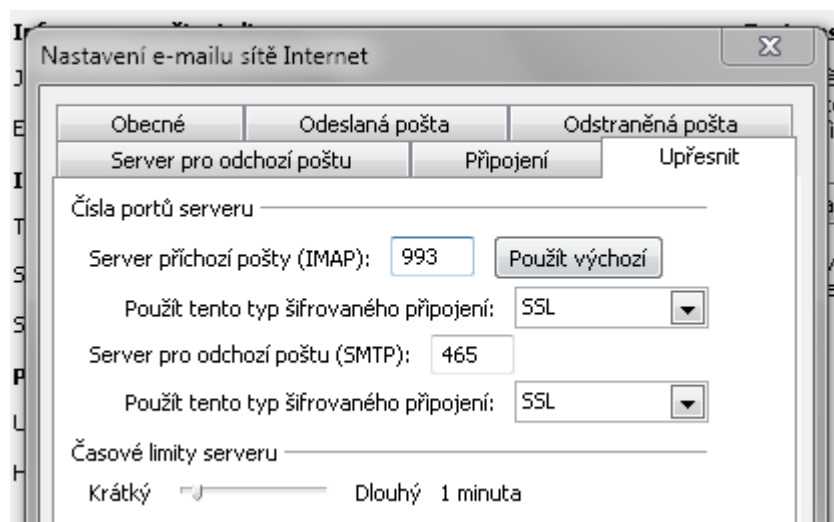 Nastavení e-mailu sítě Internet
Obecné Odeslaná pošta Odstraněná pošta
Server pro odchozí poštu Připojení Upřesnit
Čísla portů serveru
Server příchozí pošty (IMAP): 993 Použít výchozí
Použít tento typ šifrovaného připojení: SSL
Server pro odchozí poštu (SMTP): 465
Použít tento typ šifrovaného připojení: SSL
Časové limity serveru
Krátký Dlouhý 1 minuta